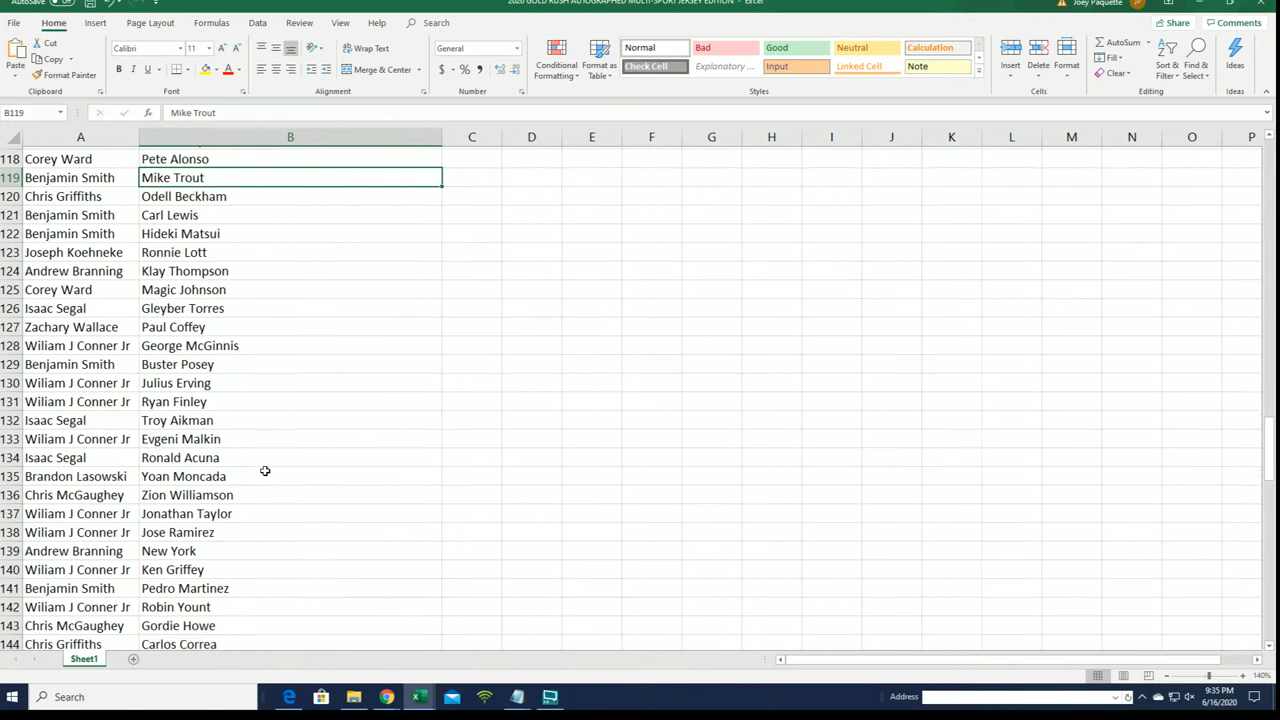 AutoSave
2020 GOLD RUSH AUTOGRAPHED MULTI-SPORT JERSEY EDITION - Excel
Joey Paquette JP
File Home Insert Page Layout Formulas Data Review View Help Search Share Comments
Paste Cut Copy Format Painter Clipboard
Calibri 11 Font
Wrap Text Merge & Center Alignment
General Number
Conditional Formatting Format as Table
Normal Bad Good Neutral Calculation
Check Cell Explanatory ... Input Linked Cell Note
Styles
Insert Delete Format Cells
AutoSum Fill Clear Sort & Filter Find & Select Editing
Ideas Ideas
B119 Mike Trout
A B C D E F G H I J K L M N O P
118 Corey Ward Pete Alonso
119 Benjamin Smith Mike Trout
120 Chris Griffiths Odell Beckham
121 Benjamin Smith Carl Lewis
122 Benjamin Smith Hideki Matsui
123 Joseph Koehneke Ronnie Lott
124 Andrew Branning Klay Thompson
125 Corey Ward Magic Johnson
126 Isaac Segal Gleyber Torres
127 Zachary Wallace Paul Coffey
128 Wiliam J Conner Jr George McGinnis
129 Benjamin Smith Buster Posey
130 Wiliam J Conner Jr Julius Erving
131 Wiliam J Conner Jr Ryan Finley
132 Isaac Segal Troy Aikman
133 Wiliam J Conner Jr Evgeni Malkin
134 Isaac Segal Ronald Acuna
135 Brandon Lasowski Yoan Moncada
136 Chris McGaughey Zion Williamson
137 Wiliam J Conner Jr Jonathan Taylor
138 Wiliam J Conner Jr Jose Ramirez
139 Andrew Branning New York
140 Wiliam J Conner Jr Ken Griffey
141 Benjamin Smith Pedro Martinez
142 Wiliam J Conner Jr Robin Yount
143 Chris McGaughey Gordie Howe
144 Chris Griffiths Carlos Correa
Sheet1
140%
Search
Address
9:35 PM
6/16/2020